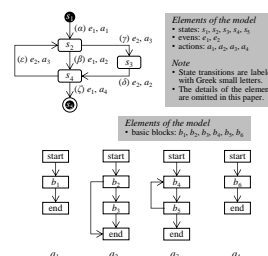 s₁
(α) e₁, a₁
s₂
(γ) e₂, a₃
(ε) e₂, a₃
(β) e₁, a₂
s₃
s₄
(δ) e₂, a₂
(ζ) e₁, a₄
Elements of the model
• states: s₁, s₂, s₃, s₄, s₅
• evens: e₁, e₂
• actions: a₁, a₂, a₃, a₄
Note
• State transitions are label
with Greek small letters.
• The details of the elemen
are omitted in this paper.
Elements of the model
• basic blocks: b₁, b₂, b₃, b₄, b₅, b₆
start start start start
b₁ b₂ b₄ b₆
end b₃ b₅ end
end end